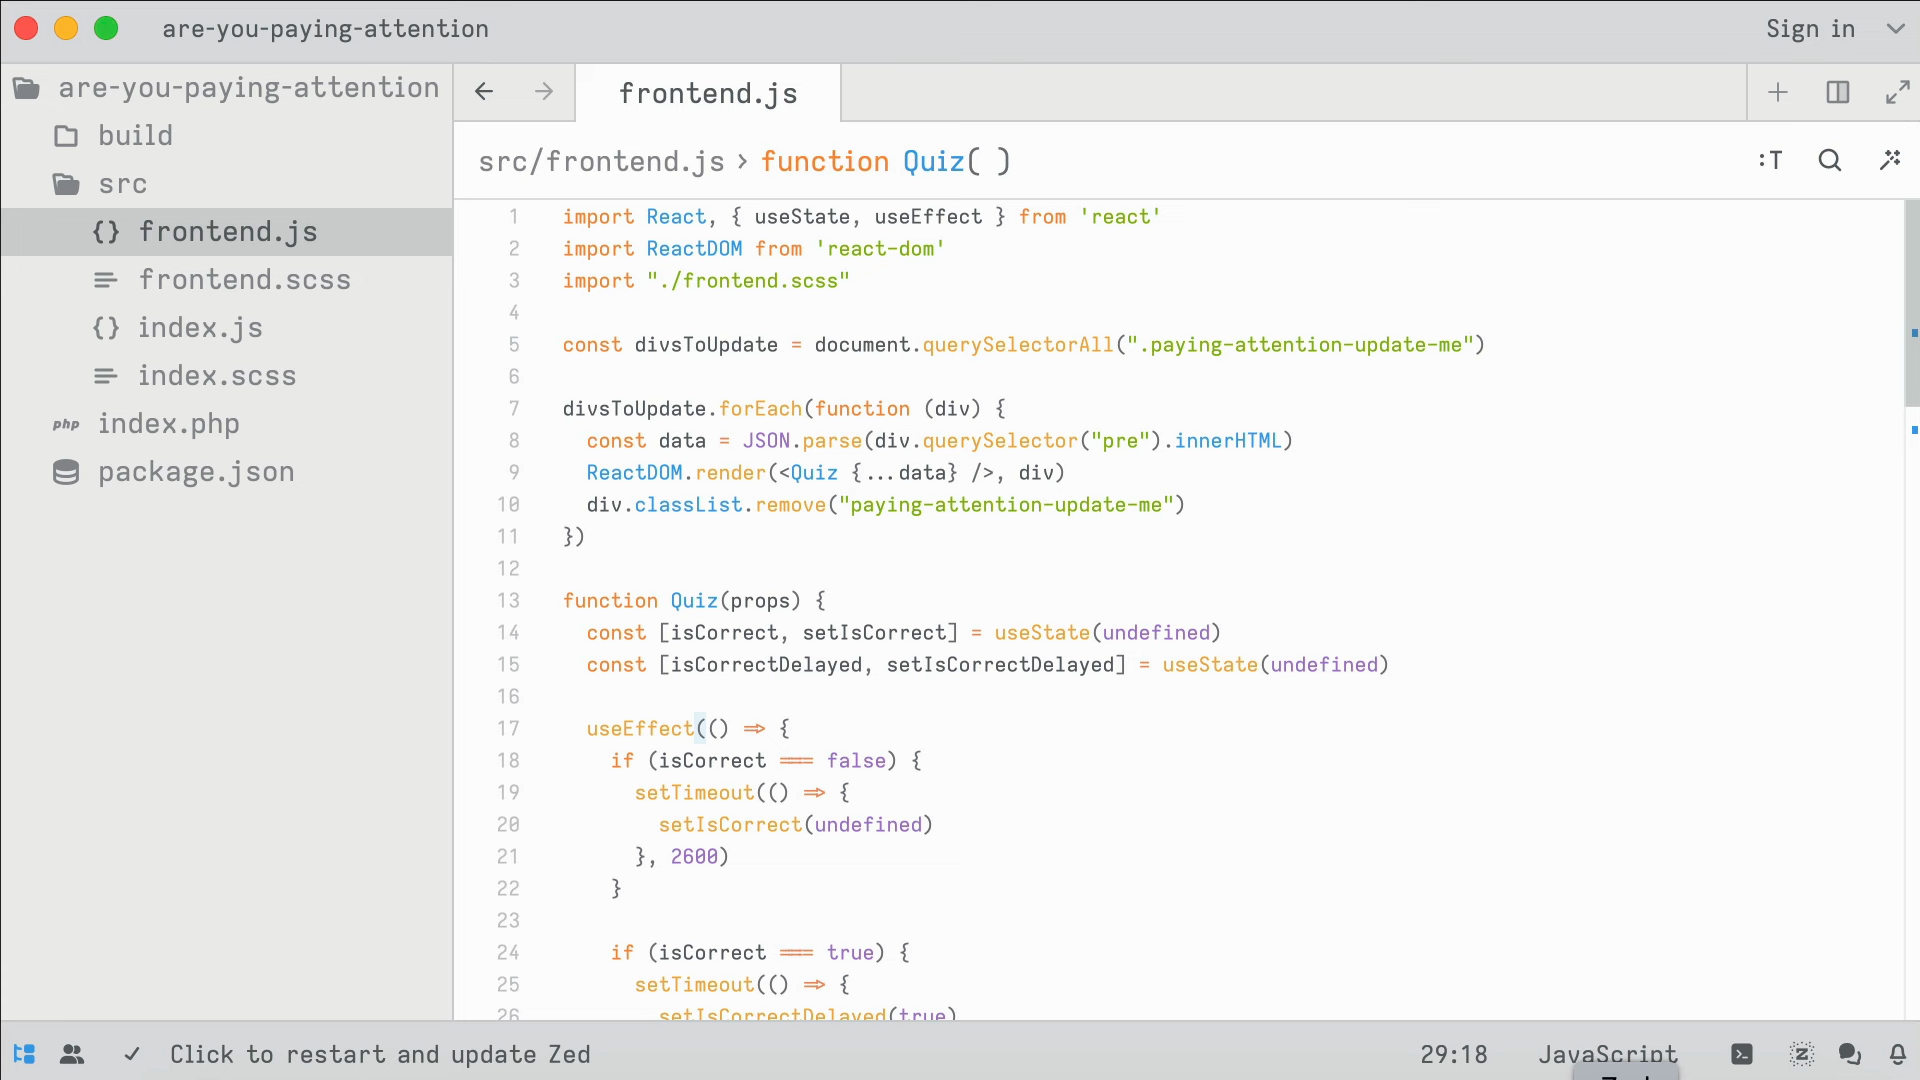 are-you-paying-attention
Sign in
are-you-paying-attention
build
src
frontend.js
frontend.scss
index.js
index.scss
php index.php
package.json
frontend.js
src/frontend.js › function Quiz( )
:T
1 import React, { useState, useEffect } from 'react'
2 import ReactDOM from 'react-dom'
3 import "./frontend.scss"
4
5 const divsToUpdate = document.querySelectorAll(".paying-attention-update-me")
6
7 divsToUpdate.forEach(function (div) {
8 const data = JSON.parse(div.querySelector("pre").innerHTML)
9 ReactDOM.render(<Quiz {...data} />, div)
10 div.classList.remove("paying-attention-update-me")
11 })
12
13 function Quiz(props) {
14 const [isCorrect, setIsCorrect] = useState(undefined)
15 const [isCorrectDelayed, setIsCorrectDelayed] = useState(undefined)
16
17 useEffect(() => {
18 if (isCorrect === false) {
19 setTimeout(() => {
20 setIsCorrect(undefined)
21 }, 2600)
22 }
23
24 if (isCorrect === true) {
25 setTimeout(() => {
26 setIsCorrectDelayed(true)
Click to restart and update Zed
29:18
JavaScript